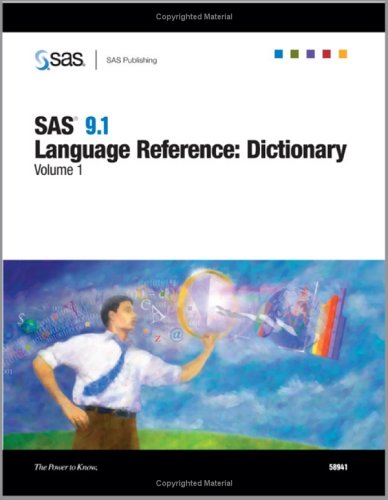 Copyrighted Material
sas. SAS Publishing
SAS® 9.1
Language Reference: Dictionary
Volume 1
The Power to Know.
58941
Copyrighted Material